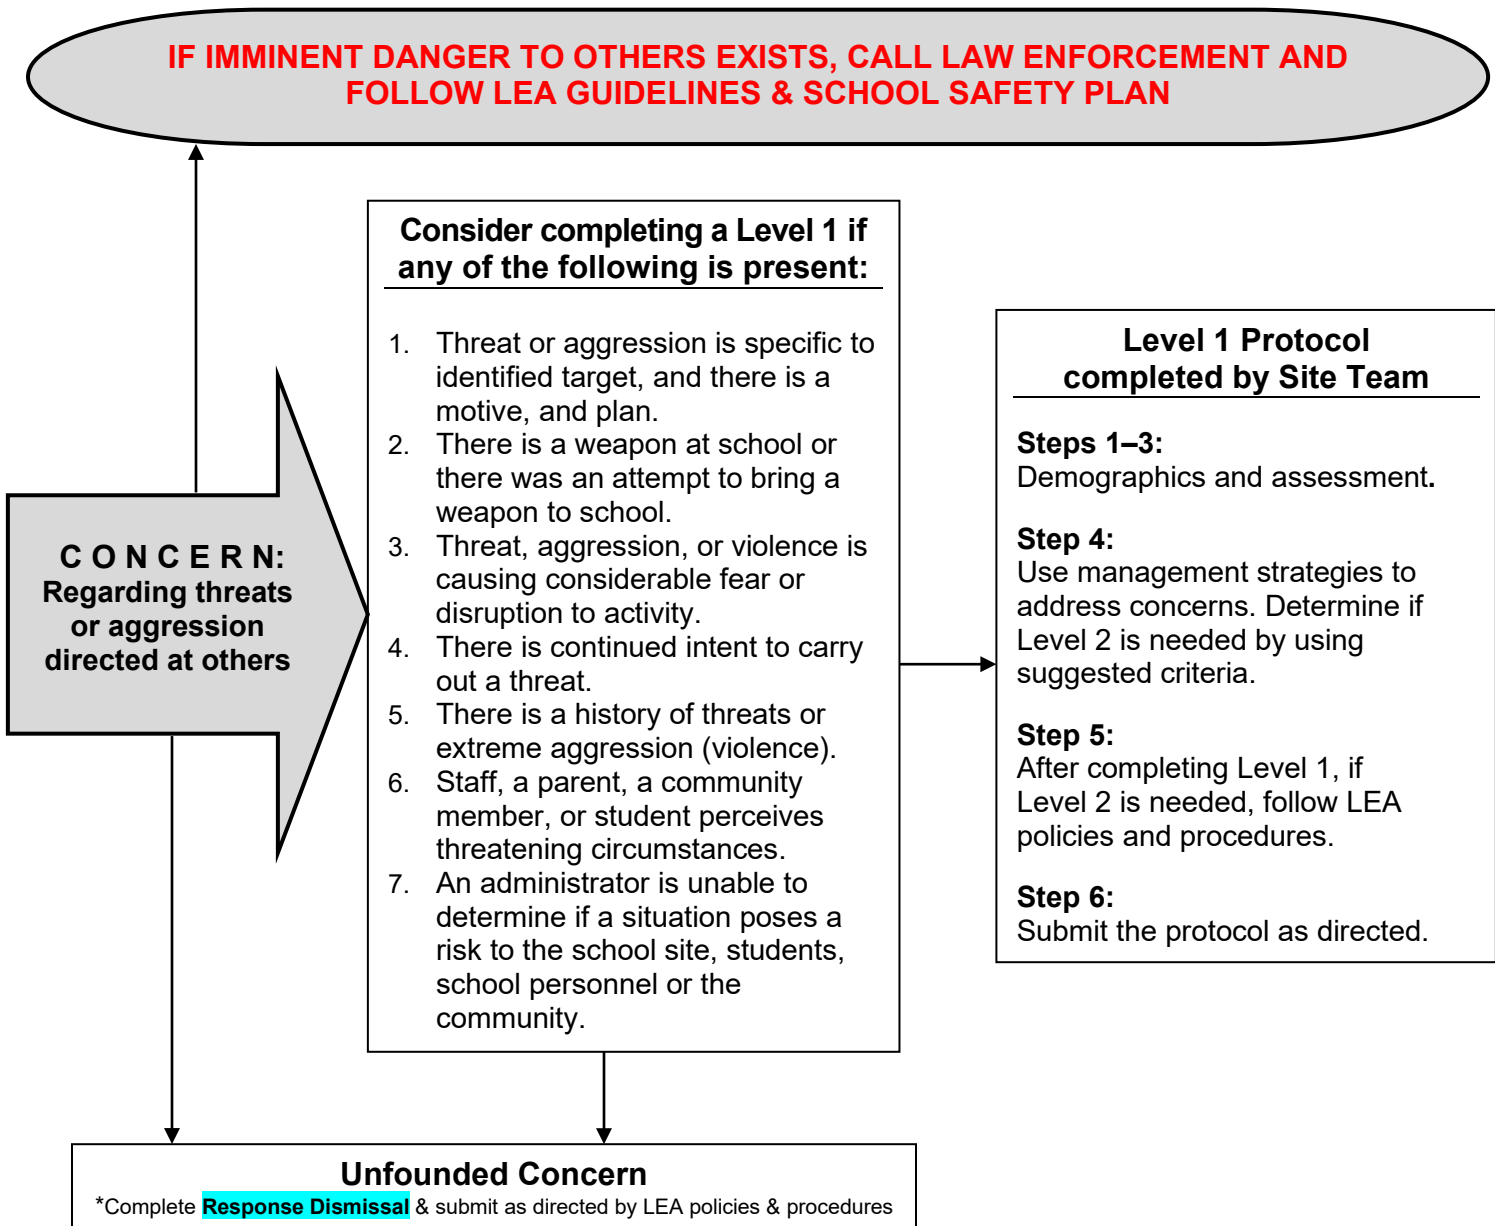 IF IMMINENT DANGER TO OTHERS EXISTS, CALL LAW ENFORCEMENT AND
FOLLOW LEA GUIDELINES & SCHOOL SAFETY PLAN
C O N C E R N:
Regarding threats
or aggression
directed at others
Consider completing a Level 1 if
any of the following is present:
1. Threat or aggression is specific to
identified target, and there is a
motive, and plan.
2. There is a weapon at school or
there was an attempt to bring a
weapon to school.
3. Threat, aggression, or violence is
causing considerable fear or
disruption to activity.
4. There is continued intent to carry
out a threat.
5. There is a history of threats or
extreme aggression (violence).
6. Staff, a parent, a community
member, or student perceives
threatening circumstances.
7. An administrator is unable to
determine if a situation poses a
risk to the school site, students,
school personnel or the
community.
Level 1 Protocol
completed by Site Team
Steps 1–3:
Demographics and assessment.
Step 4:
Use management strategies to
address concerns. Determine if
Level 2 is needed by using
suggested criteria.
Step 5:
After completing Level 1, if
Level 2 is needed, follow LEA
policies and procedures.
Step 6:
Submit the protocol as directed.
Unfounded Concern
*Complete Response Dismissal & submit as directed by LEA policies & procedures